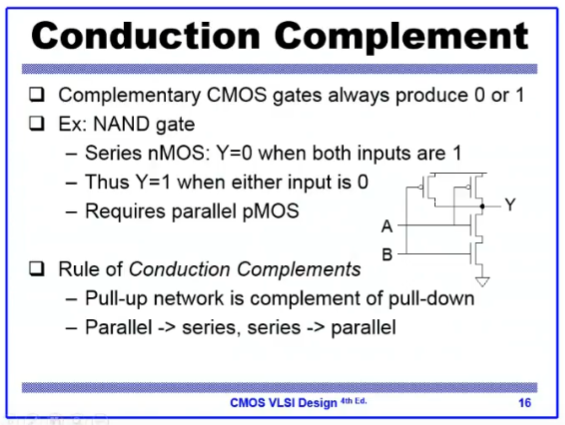 Conduction Complement
❑ Complementary CMOS gates always produce 0 or 1
❑ Ex: NAND gate
– Series nMOS: Y=0 when both inputs are 1
– Thus Y=1 when either input is 0
– Requires parallel pMOS
Y
A
B
❑ Rule of Conduction Complements
– Pull-up network is complement of pull-down
– Parallel -> series, series -> parallel
CMOS VLSI Design 4th Ed.
16